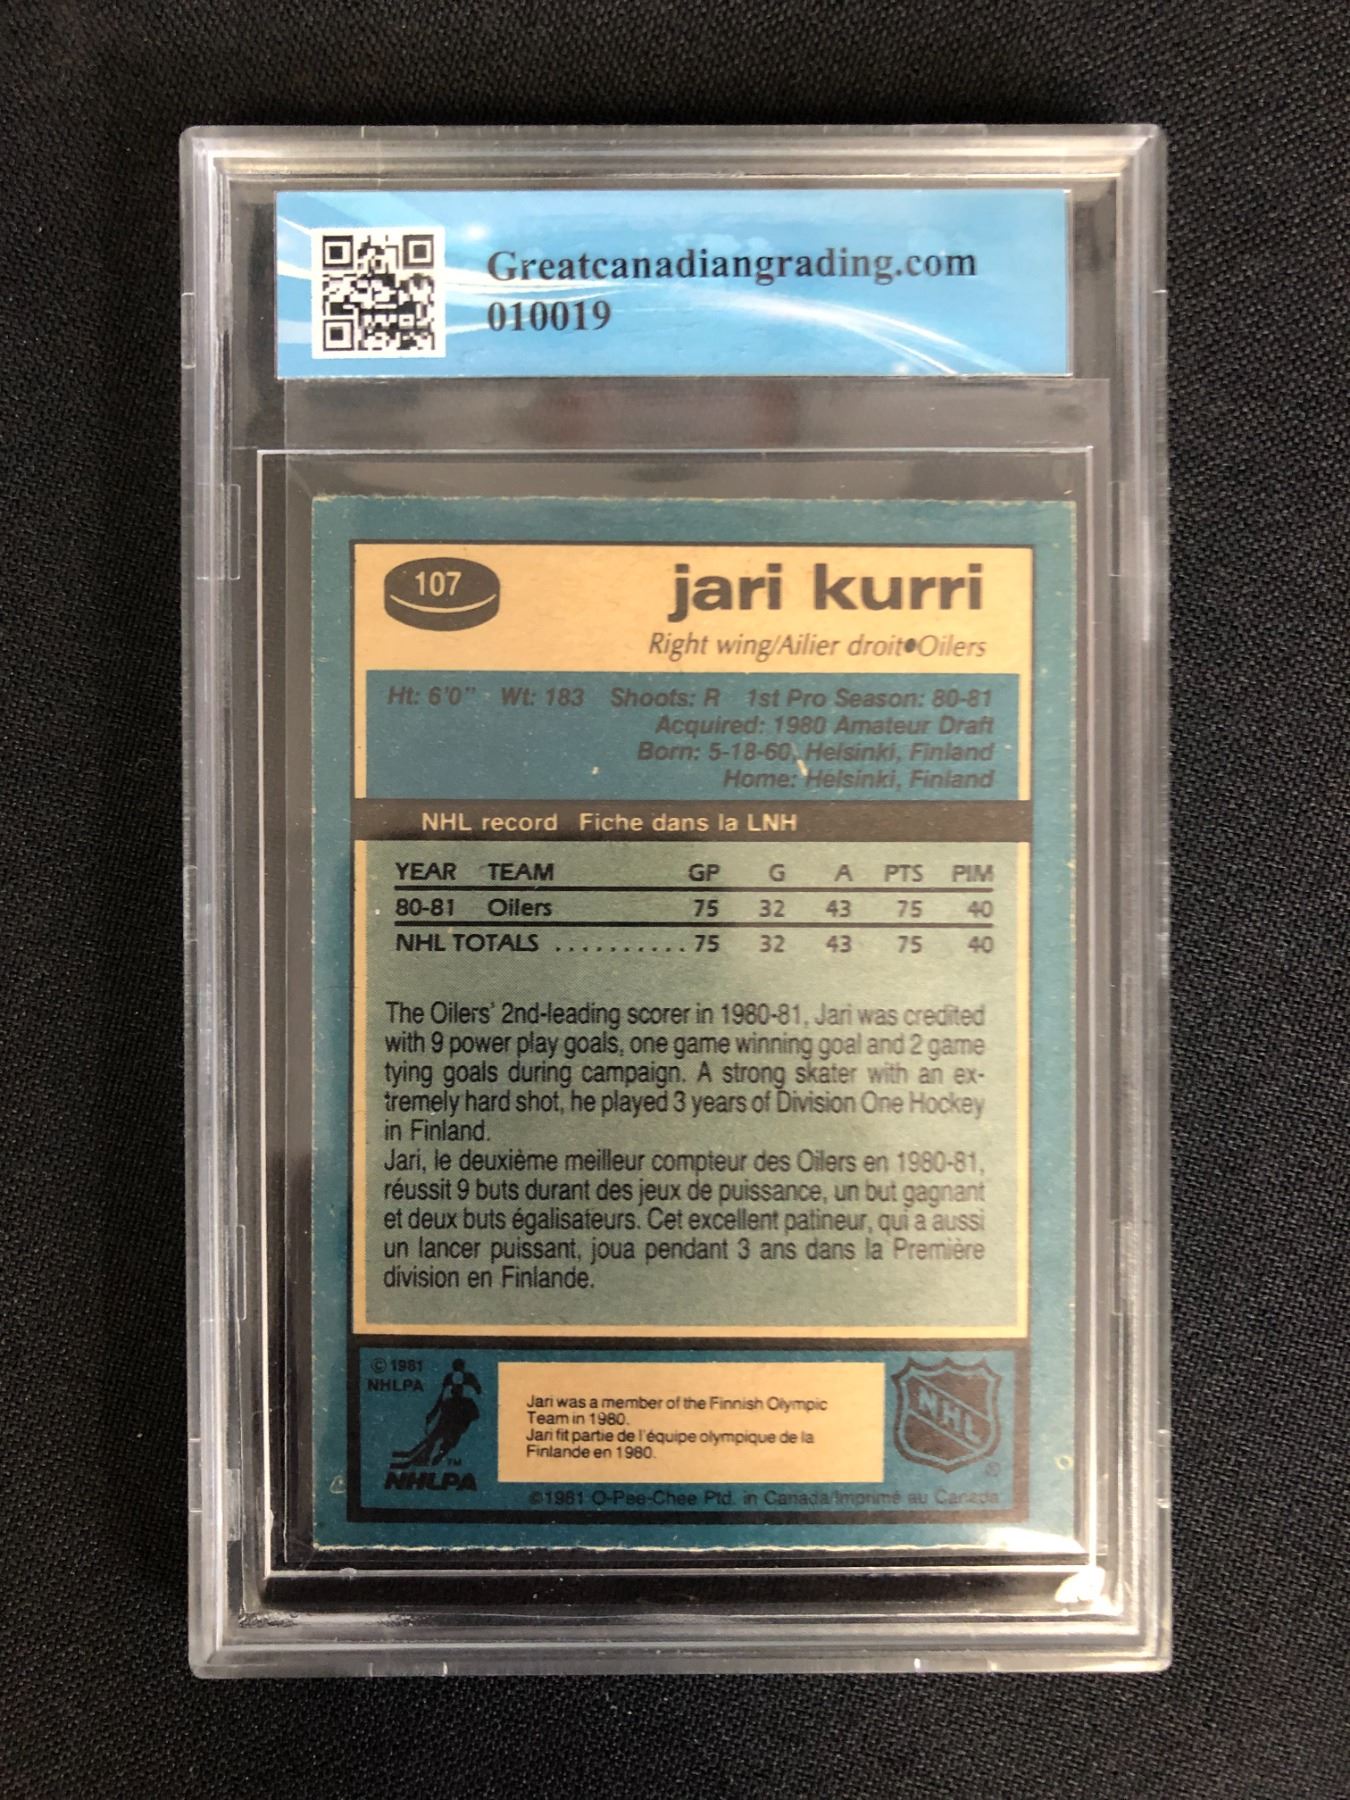 Greatcanadiangrading.com
010019
107
jari kurri
Right wing/Ailier droit•Oilers
Ht: 6'0" Wt: 183 Shoots: R 1st Pro Season: 80-81
Acquired: 1980 Amateur Draft
Born: 5-18-60, Helsinki, Finland
Home: Helsinki, Finland
NHL record Fiche dans la LNH
YEAR TEAM GP G A PTS PIM
80-81 Oilers 75 32 43 75 40
NHL TOTALS .......... 75 32 43 75 40
The Oilers' 2nd-leading scorer in 1980-81, Jari was credited
with 9 power play goals, one game winning goal and 2 game
tying goals during campaign. A strong skater with an ex-
tremely hard shot, he played 3 years of Division One Hockey
in Finland.
Jari, le deuxième meilleur compteur des Oilers en 1980-81,
réussit 9 buts durant des jeux de puissance, un but gagnant
et deux buts égalisateurs. Cet excellent patineur, qui a aussi
un lancer puissant, joua pendant 3 ans dans la Première
division en Finlande.
© 1981
NHLPA
TM
NHLPA
Jari was a member of the Finnish Olympic
Team in 1980.
Jari fit partie de l'équipe olympique de la
Finlande en 1980.
NHL
®
©1981 O-Pee-Chee Ptd. in Canada/Imprimé au Canada